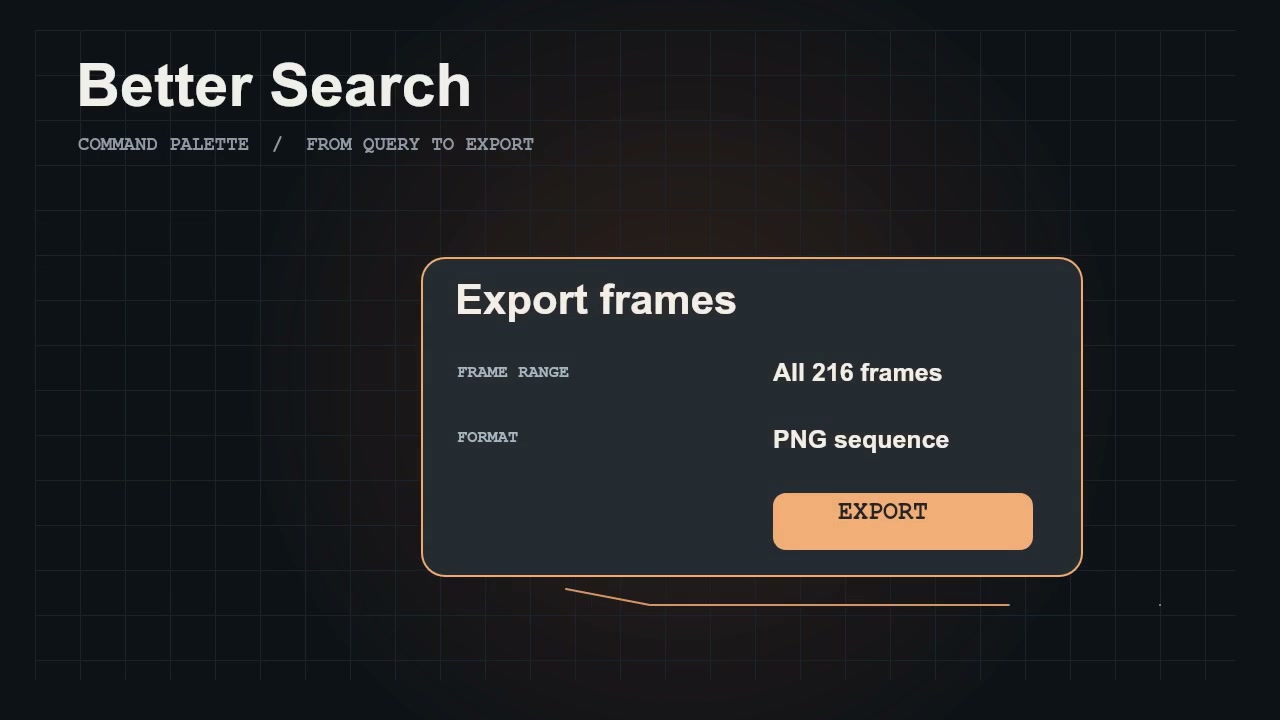 Better Search
COMMAND PALETTE / FROM QUERY TO EXPORT
Export frames
FRAME RANGE All 216 frames
FORMAT PNG sequence
EXPORT